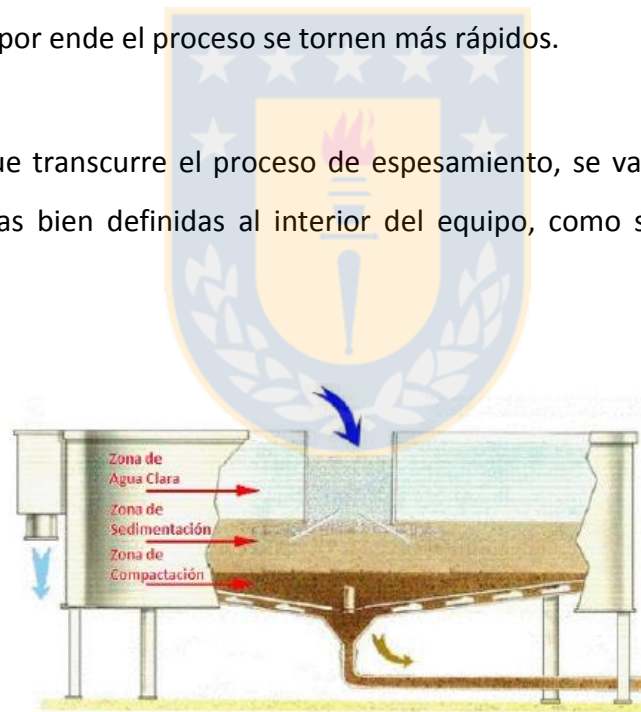 por ende el proceso se tornen más rápidos.
ue transcurre el proceso de espesamiento, se va
as bien definidas al interior del equipo, como s
Zona de
Agua Clara
Zona de
Sedimentación
Zona de
Compactación